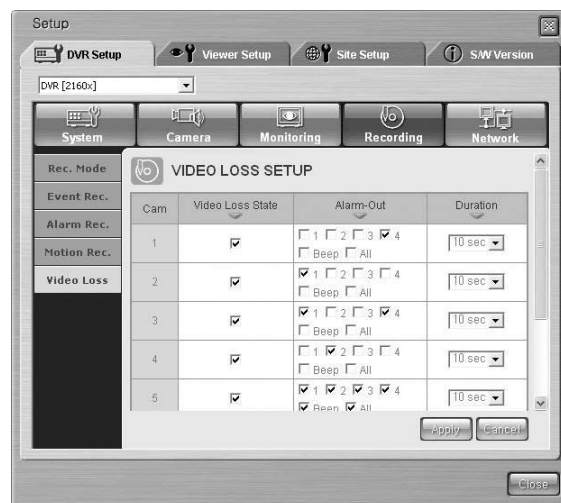 Setup
DVR Setup Viewer Setup Site Setup S/W Version
DVR [2160x]
System Camera Monitoring Recording Network
Rec. Mode
Event Rec.
Alarm Rec.
Motion Rec.
Video Loss
VIDEO LOSS SETUP
Cam Video Loss State Alarm-Out Duration
1 1 2 3 4 10 sec
Beep All
2 1 2 3 4 10 sec
Beep All
3 1 2 3 4 10 sec
Beep All
4 1 2 3 4 10 sec
Beep All
5 1 2 3 4 10 sec
Beep All
Apply Cancel
Close